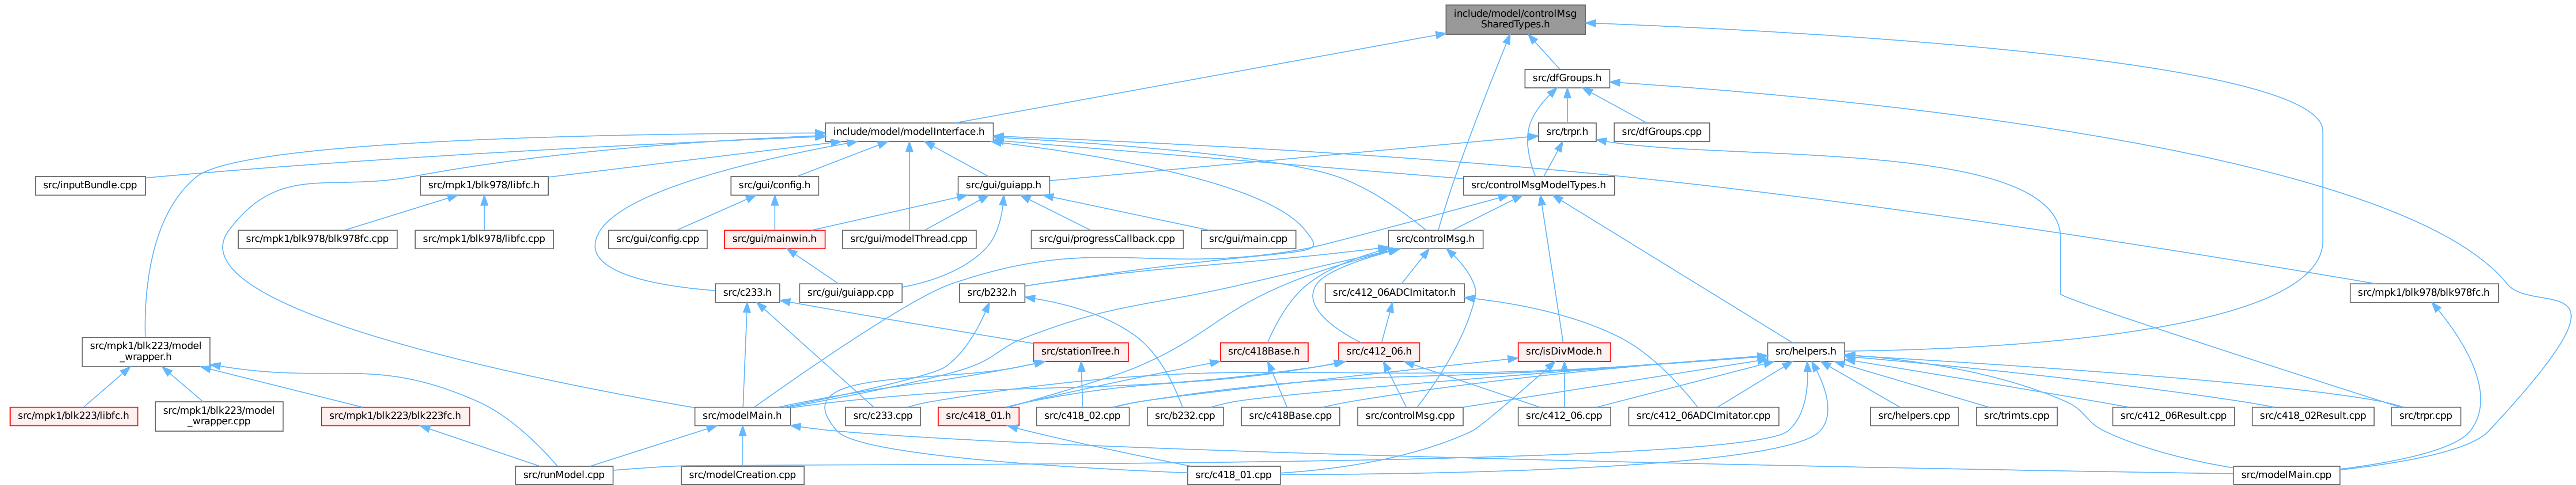 include/model/controlMsg
SharedTypes.h
src/dfGroups.h
include/model/modelInterface.h
src/trpr.h
src/dfGroups.cpp
src/inputBundle.cpp
src/mpk1/blk978/libfc.h
src/gui/config.h
src/gui/guiapp.h
src/controlMsgModelTypes.h
src/mpk1/blk978/blk978fc.cpp
src/mpk1/blk978/libfc.cpp
src/gui/config.cpp
src/gui/mainwin.h
src/gui/modelThread.cpp
src/gui/progressCallback.cpp
src/gui/main.cpp
src/controlMsg.h
src/c233.h
src/gui/guiapp.cpp
src/b232.h
src/c412_06ADCImitator.h
src/mpk1/blk978/blk978fc.h
src/mpk1/blk223/model
_wrapper.h
src/stationTree.h
src/c418Base.h
src/c412_06.h
src/isDivMode.h
src/helpers.h
src/mpk1/blk223/libfc.h
src/mpk1/blk223/model
_wrapper.cpp
src/mpk1/blk223/blk223fc.h
src/modelMain.h
src/c233.cpp
src/c418_01.h
src/c418_02.cpp
src/b232.cpp
src/c418Base.cpp
src/controlMsg.cpp
src/c412_06.cpp
src/c412_06ADCImitator.cpp
src/helpers.cpp
src/trimts.cpp
src/c412_06Result.cpp
src/c418_02Result.cpp
src/trpr.cpp
src/runModel.cpp
src/modelCreation.cpp
src/c418_01.cpp
src/modelMain.cpp